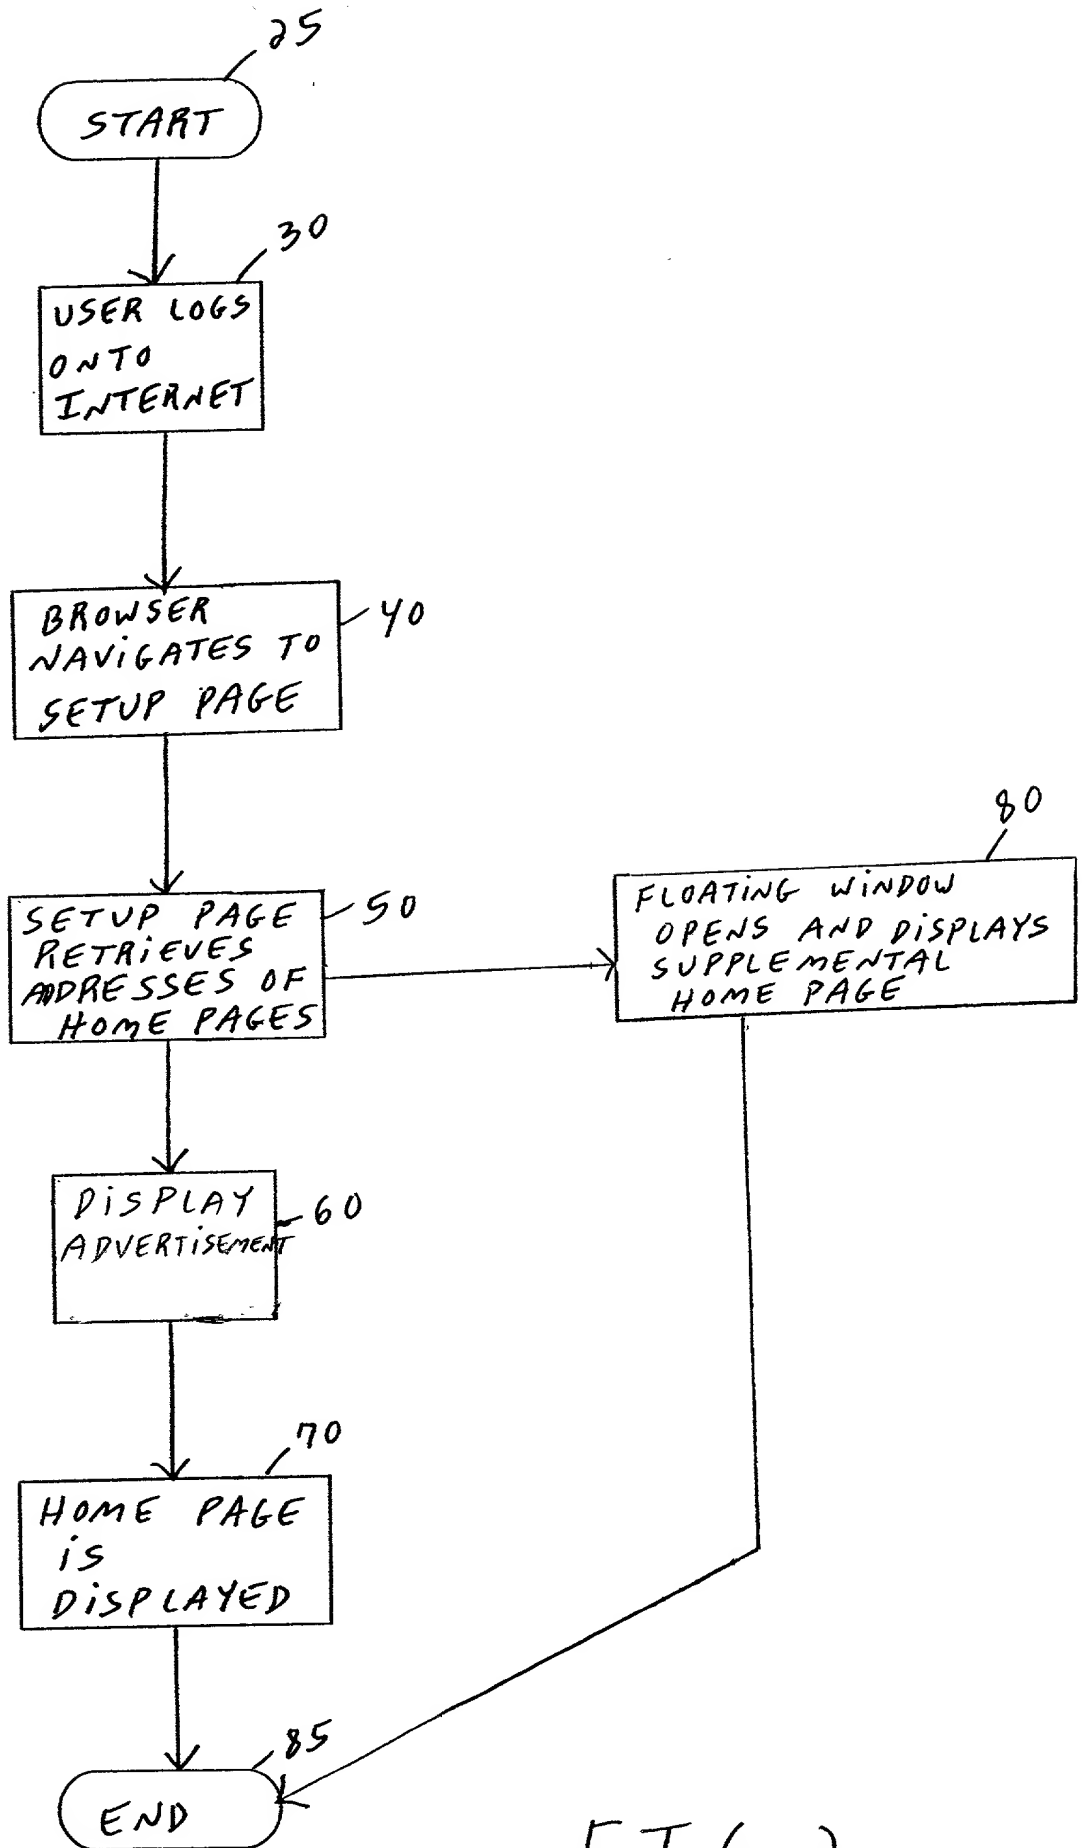 25
START
30
USER LOGS
ONTO
INTERNET
40
BROWSER
NAViGATES TO
SETUP PAGE
50
SETUP PAGE
RETRiEVES
ADDRESSES OF
HOME PAGES
80
FLOATiNG WiNDOW
OPENS AND DiSPLAYS
SUPPLEMENTAL
HOME PAGE
60
DiSPLAY
ADVERTiSEMENT
70
HOME PAGE
iS
DiSPLAYED
85
END